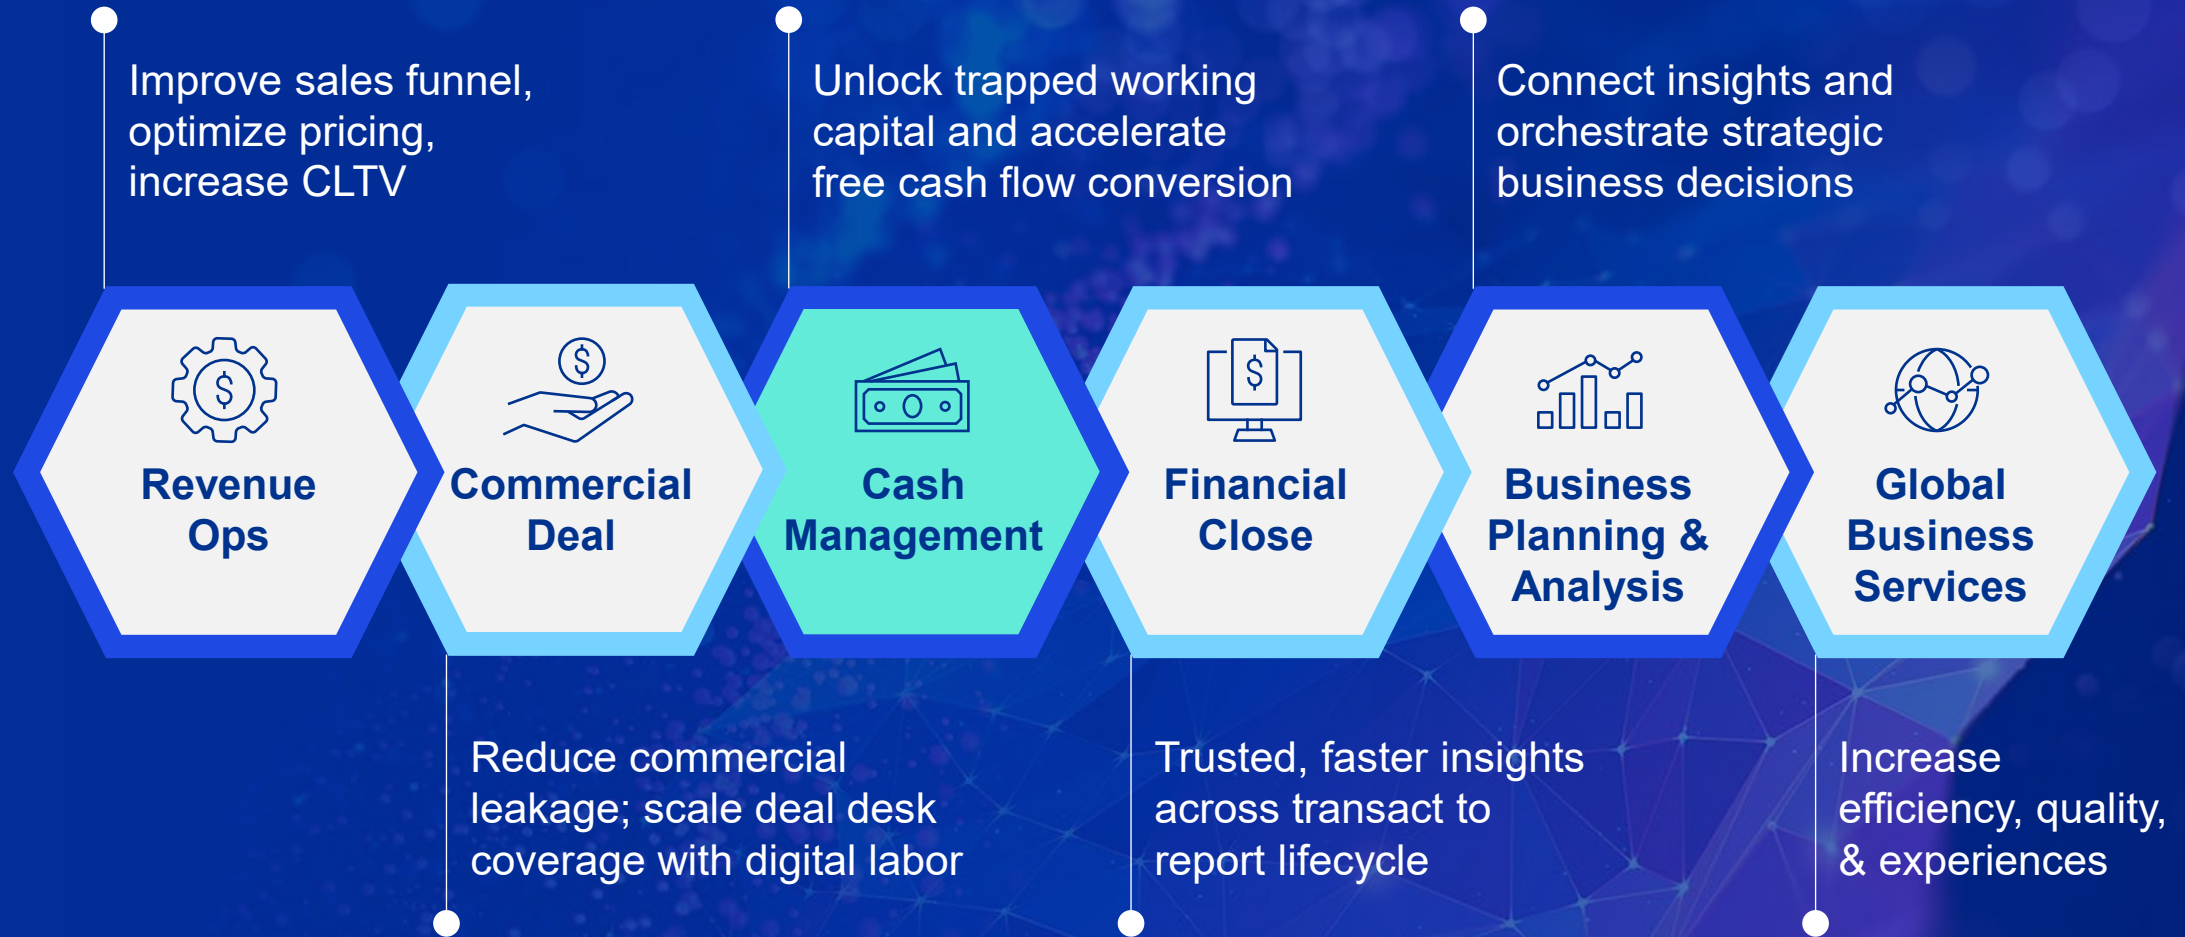 Improve sales funnel,
optimize pricing,
increase CLTV
Unlock trapped working
capital and accelerate
free cash flow conversion
Connect insights and
orchestrate strategic
business decisions
$
Revenue
Ops
$
Commercial
Deal
Cash
Management
$
Financial
Close
Business
Planning &
Analysis
Global
Business
Services
Reduce commercial
leakage; scale deal desk
coverage with digital labor
Trusted, faster insights
across transact to
report lifecycle
Increase
efficiency, quality,
& experiences